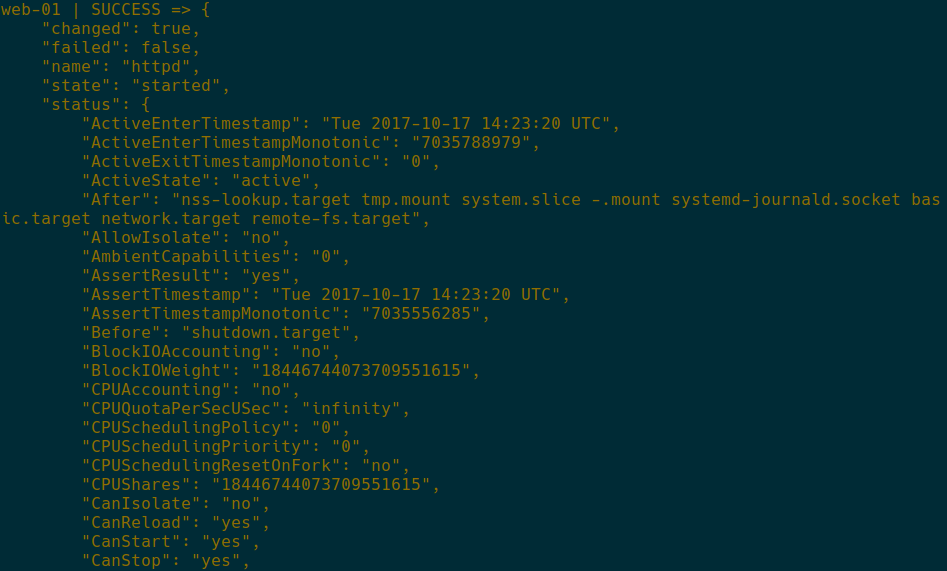 web-01 | SUCCESS => {
    "changed": true,
    "failed": false,
    "name": "httpd",
    "state": "started",
    "status": {
        "ActiveEnterTimestamp": "Tue 2017-10-17 14:23:20 UTC",
        "ActiveEnterTimestampMonotonic": "7035788979",
        "ActiveExitTimestampMonotonic": "0",
        "ActiveState": "active",
        "After": "nss-lookup.target tmp.mount system.slice -.mount systemd-journald.socket bas
ic.target network.target remote-fs.target",
        "AllowIsolate": "no",
        "AmbientCapabilities": "0",
        "AssertResult": "yes",
        "AssertTimestamp": "Tue 2017-10-17 14:23:20 UTC",
        "AssertTimestampMonotonic": "7035556285",
        "Before": "shutdown.target",
        "BlockIOAccounting": "no",
        "BlockIOWeight": "18446744073709551615",
        "CPUAccounting": "no",
        "CPUQuotaPerSecUSec": "infinity",
        "CPUSchedulingPolicy": "0",
        "CPUSchedulingPriority": "0",
        "CPUSchedulingResetOnFork": "no",
        "CPUShares": "18446744073709551615",
        "CanIsolate": "no",
        "CanReload": "yes",
        "CanStart": "yes",
        "CanStop": "yes",